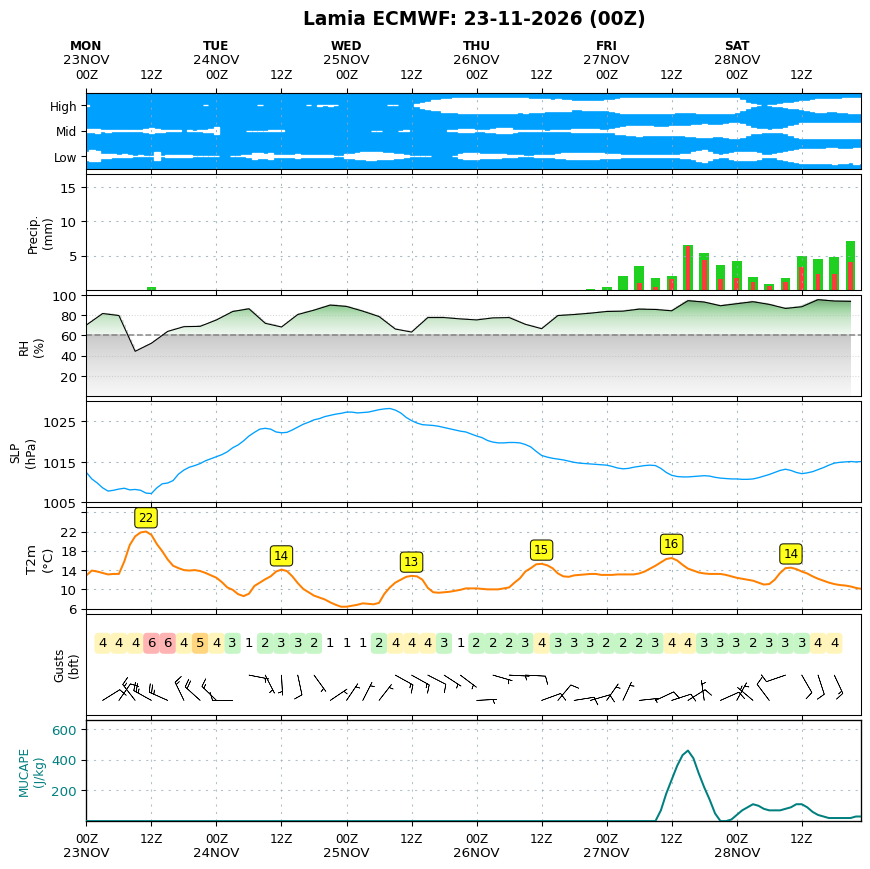 Lamia ECMWF: 23-11-2026 (00Z)
MON TUE WED THU FRI SAT
23NOV 24NOV 25NOV 26NOV 27NOV 28NOV
00Z 12Z 00Z 12Z 00Z 12Z 00Z 12Z 00Z 12Z 00Z 12Z
High
Mid
Low
Precip.
(mm)
15
10
5
RH
(%)
100
80
60
40
20
SLP
(hPa)
1025
1015
1005
T2m
(°C)
22
18
14
10
6
22 14 13 15 16 14
Gusts
(bft)
4 4 4 6 6 4 5 4 3 1 2 3 3 2 1 1 1 2 4 4 4 3 1 2 2 2 3 4 3 3 3 2 2 2 3 4 4 3 3 3 2 3 3 3 4 4
MUCAPE
(J/kg)
600
400
200
00Z 12Z 00Z 12Z 00Z 12Z 00Z 12Z 00Z 12Z 00Z 12Z
23NOV 24NOV 25NOV 26NOV 27NOV 28NOV